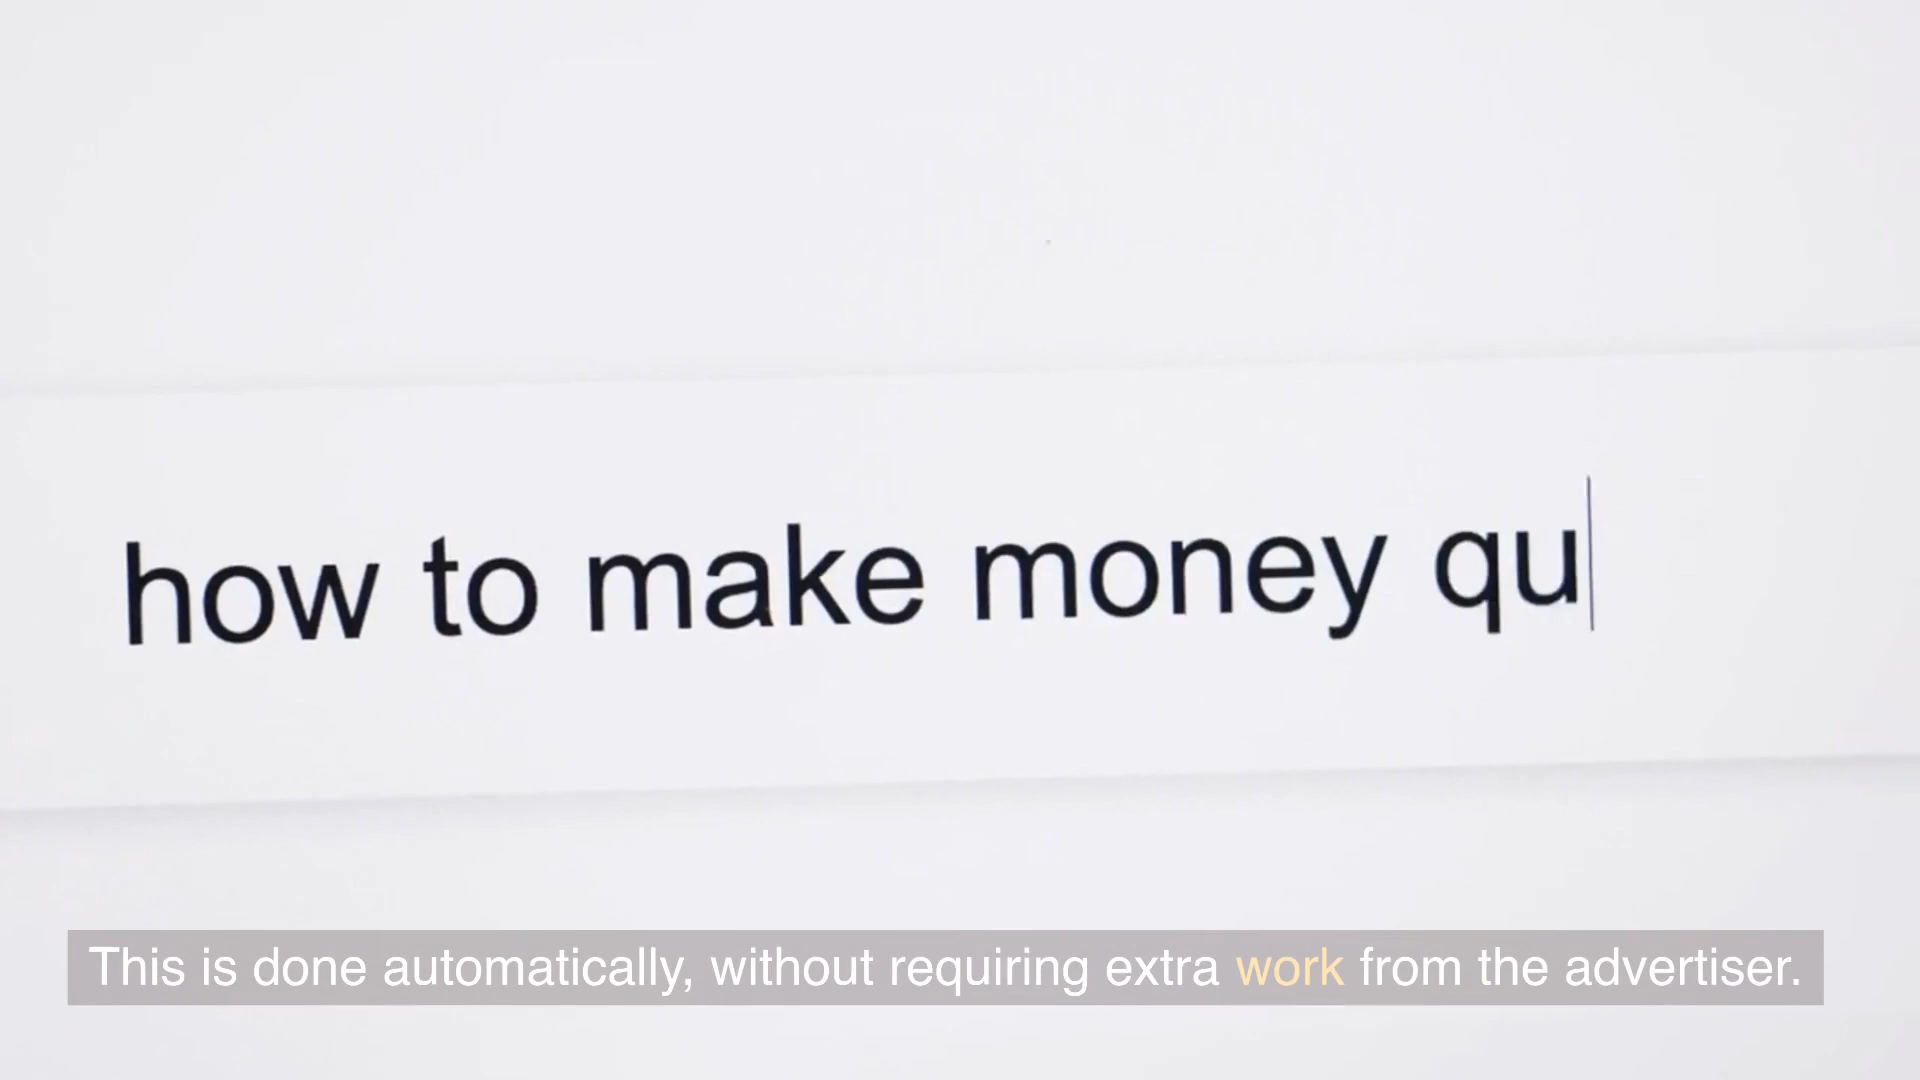 how to make money qu
This is done automatically, without requiring extra work from the advertiser.